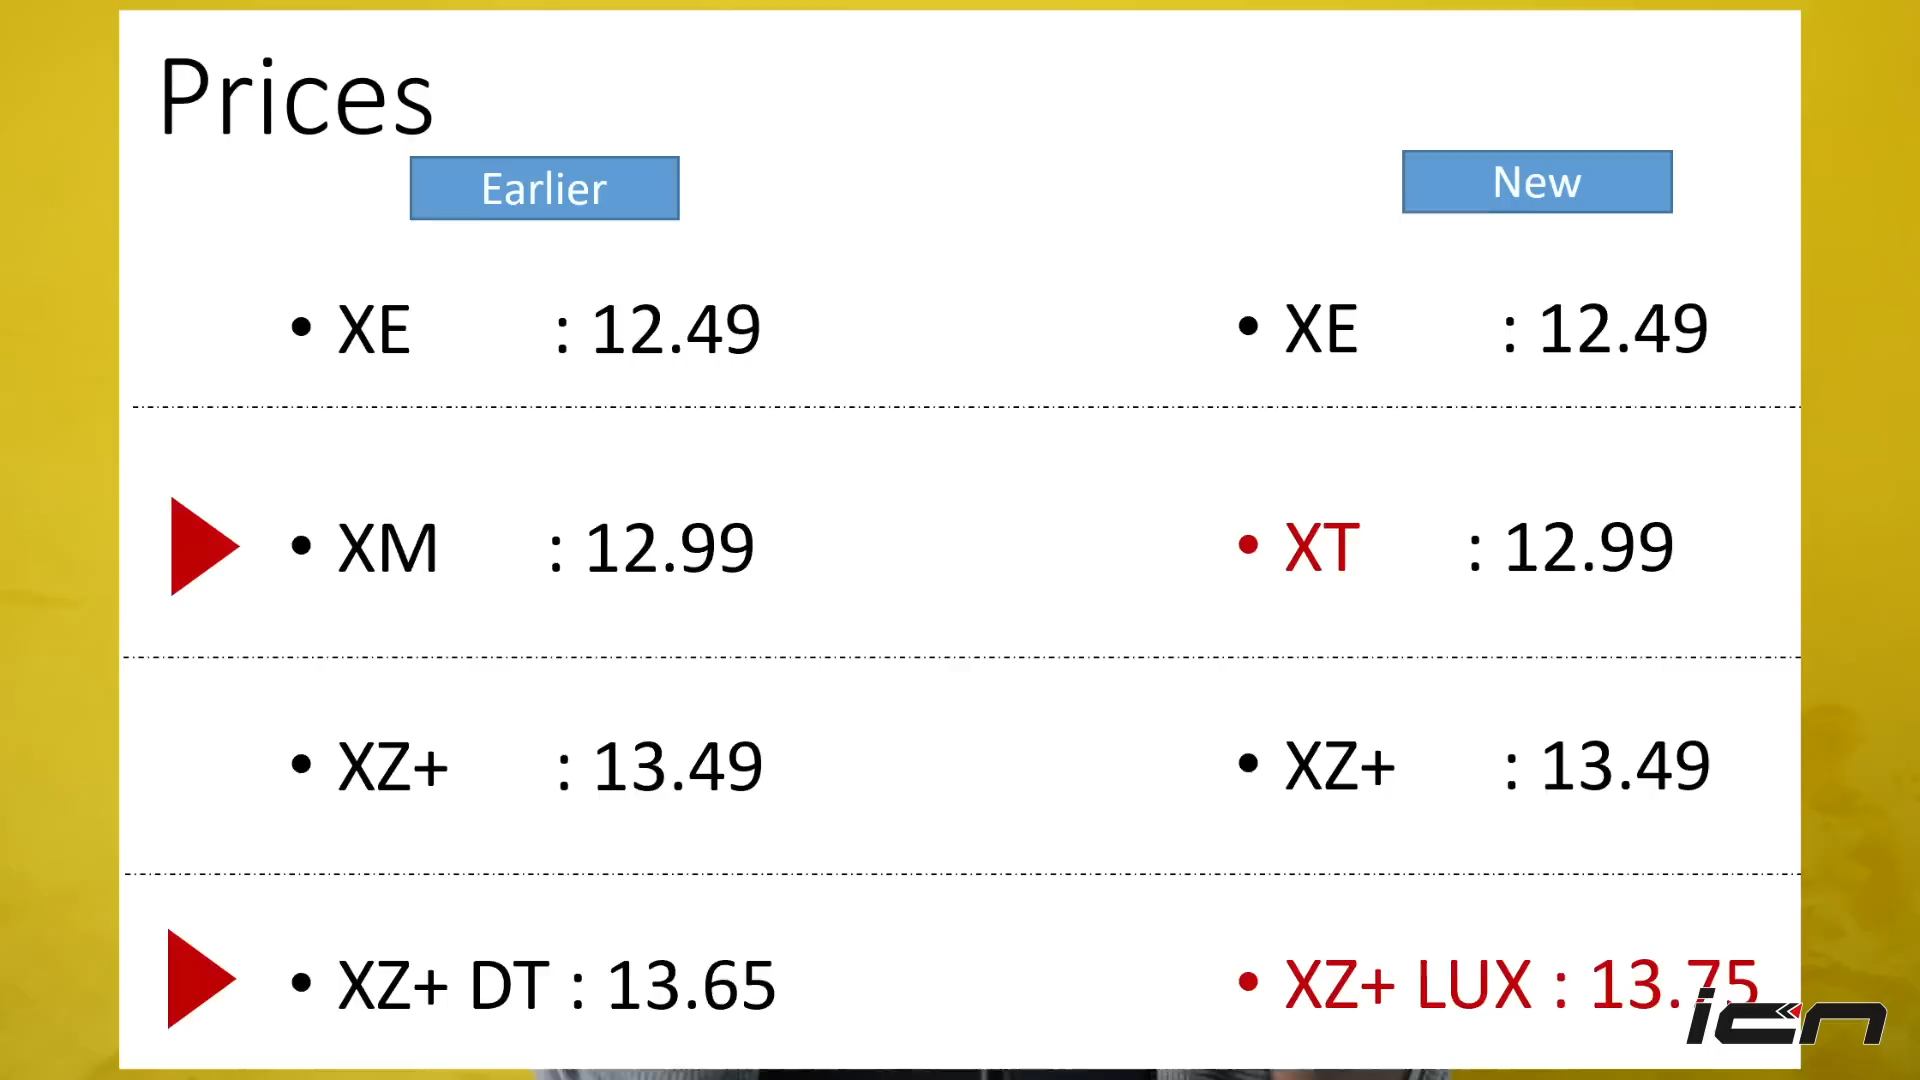 Prices
Earlier
New
• XE : 12.49
• XE : 12.49
• XM : 12.99
• XT : 12.99
• XZ+ : 13.49
• XZ+ : 13.49
• XZ+ DT : 13.65
• XZ+ LUX : 13.75
icn